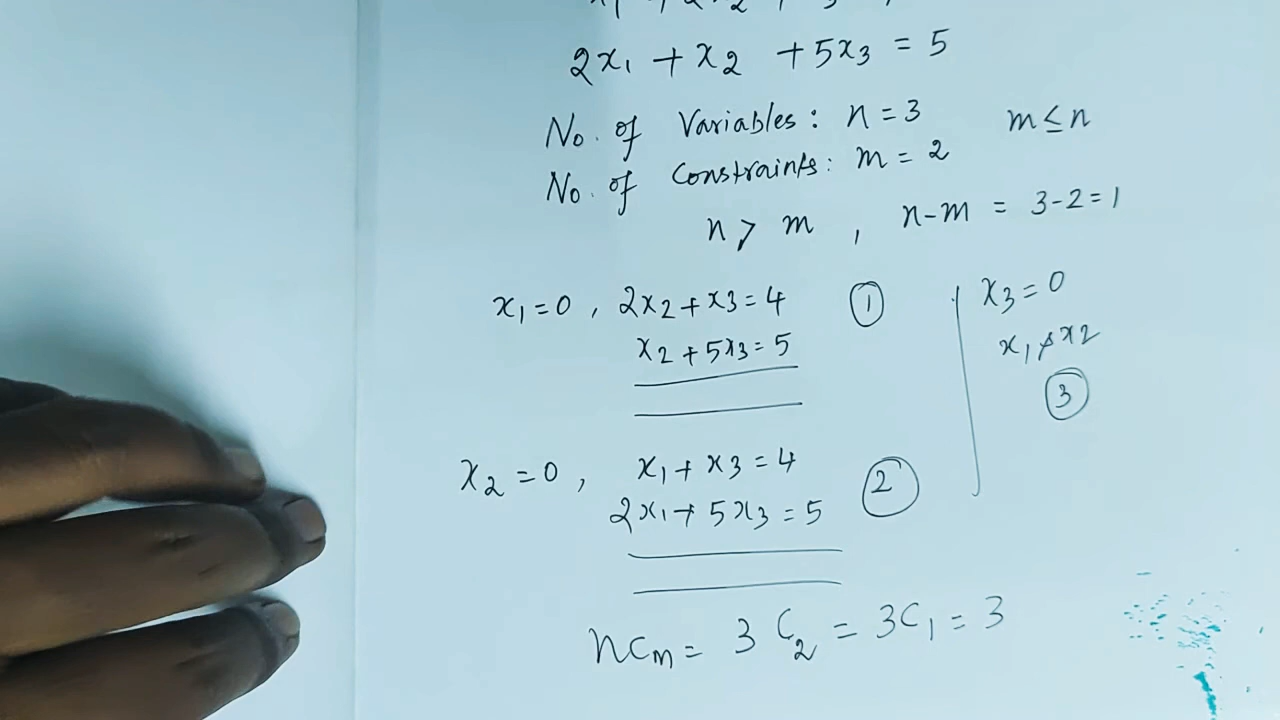 2x₁ + x₂ + 5x₃ = 5
No. of Variables: n = 3 m ≤ n
No. of Constraints: m = 2
n > m , n-m = 3-2=1
x₁=0 , 2x₂+x₃=4 ①
x₂+5x₃=5
x₂=0 , x₁+x₃=4 ②
2x₁+5x₃=5
x₃=0
x₁, x₂
③
nCm = 3C₂ = 3C₁ = 3